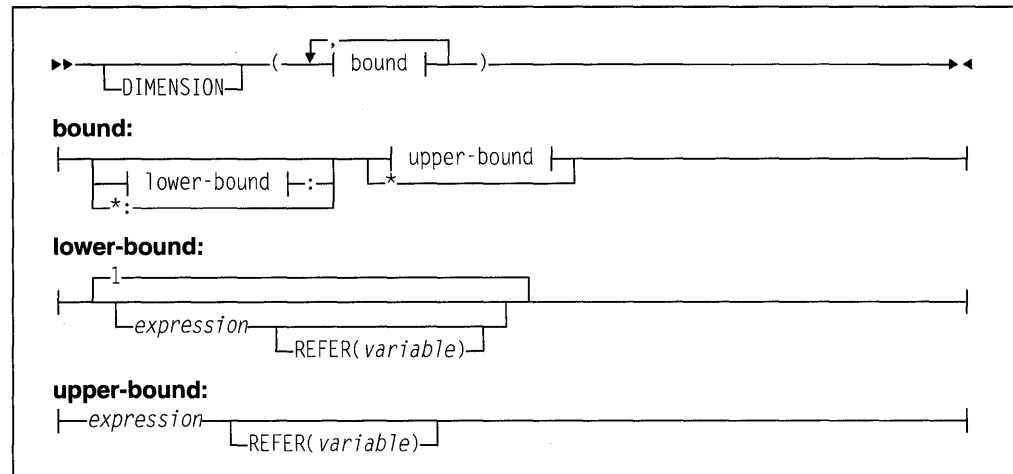 ,
( bound )
DIMENSION
bound:
upper-bound
lower-bound : *
*:
lower-bound:
1
expression
REFER(variable)
upper-bound:
expression
REFER(variable)